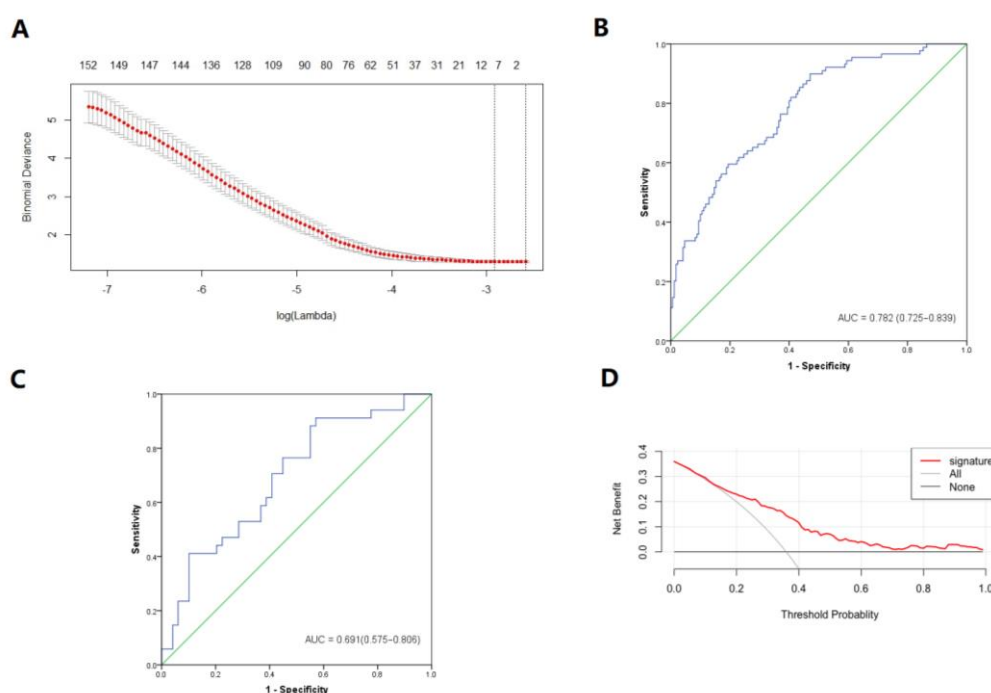 A
152 149 147 144 136 128 109 90 80 76 62 51 37 31 21 12 7 2
5
4
3
2
Binomial Deviance
-7 -6 -5 -4 -3
log(Lambda)
B
1.0
0.8
0.6
0.4
0.2
0.0
Sensitivity
AUC = 0.782 (0.725-0.839)
0.0 0.2 0.4 0.6 0.8 1.0
1 - Specificity
C
1.0
0.8
0.6
0.4
0.2
0.0
Sensitivity
AUC = 0.691(0.575-0.806)
0.0 0.2 0.4 0.6 0.8 1.0
1 - Specificity
D
0.4
0.3
0.2
0.1
0.0
Net Benefit
signature
All
None
0.0 0.2 0.4 0.6 0.8 1.0
Threshold Probablity